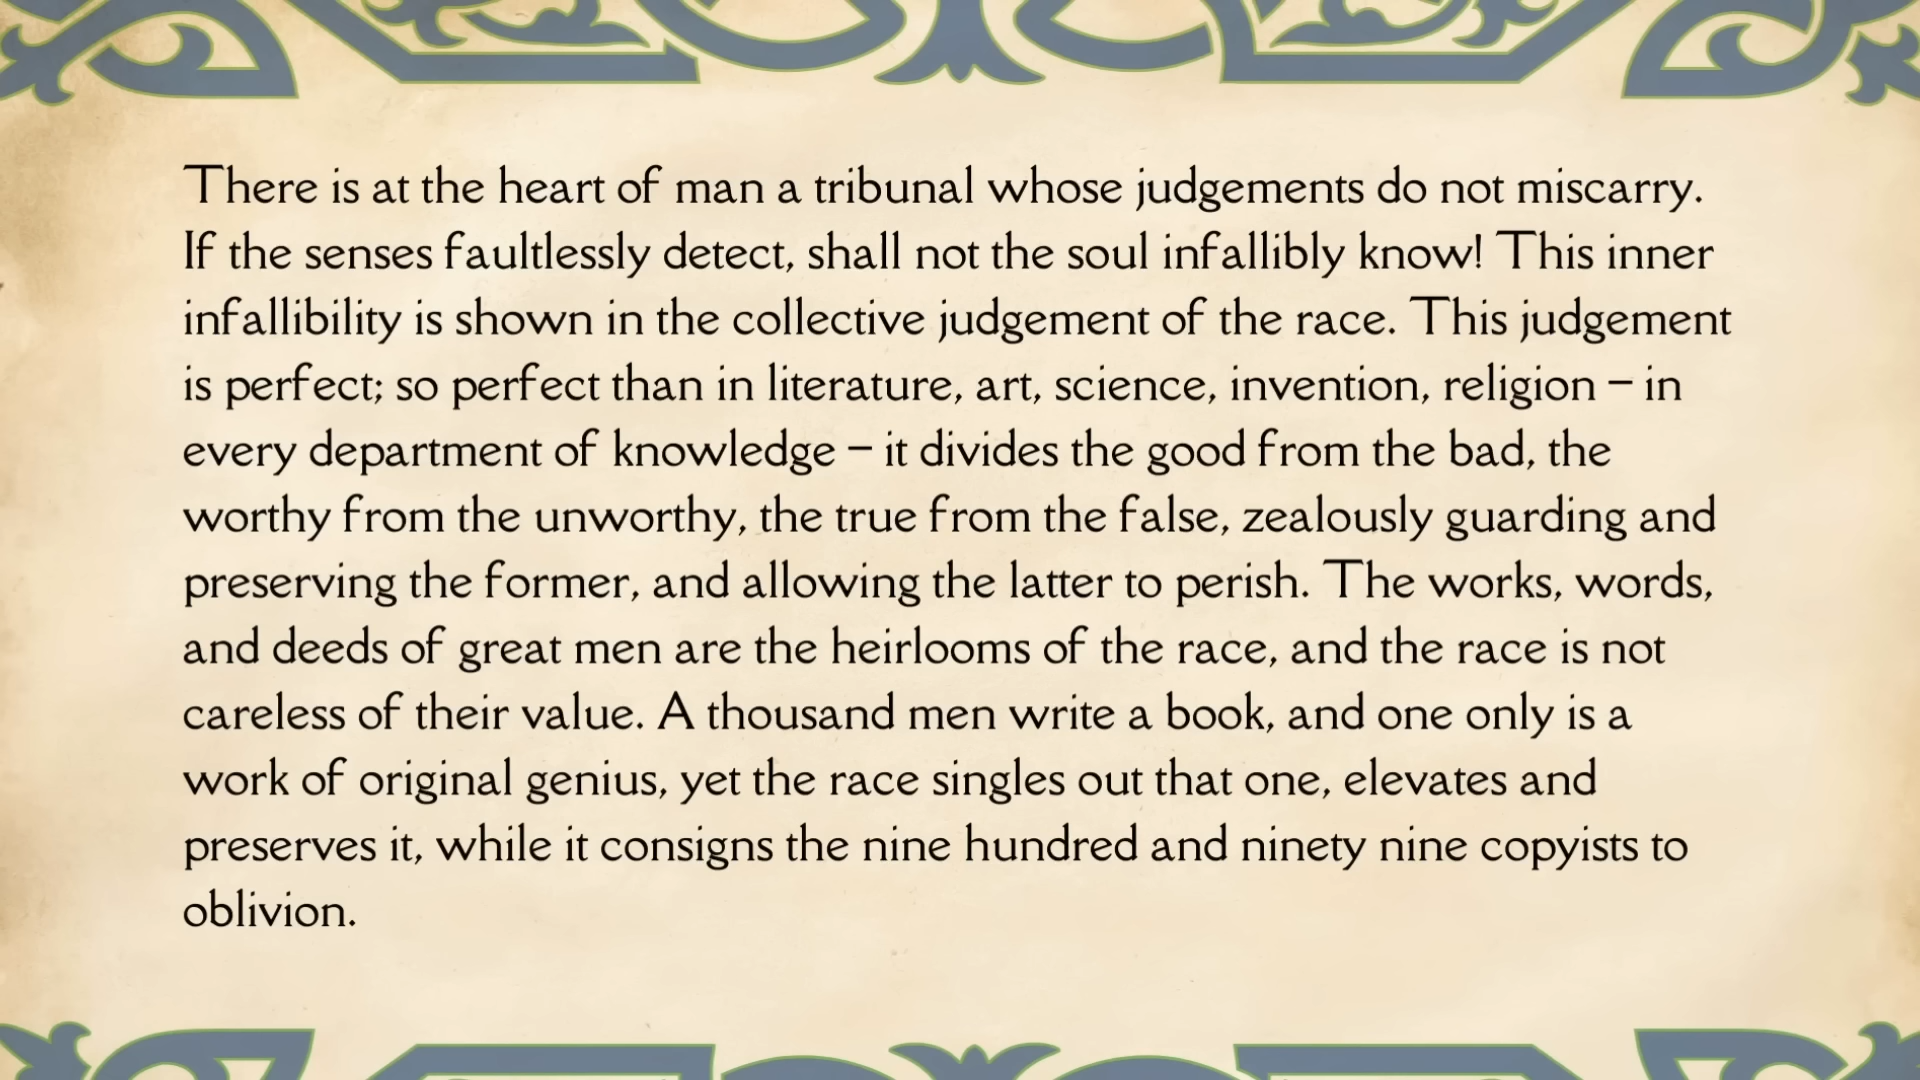 There is at the heart of man a tribunal whose judgements do not miscarry.
If the senses faultlessly detect, shall not the soul infallibly know! This inner
infallibility is shown in the collective judgement of the race. This judgement
is perfect; so perfect than in literature, art, science, invention, religion – in
every department of knowledge – it divides the good from the bad, the
worthy from the unworthy, the true from the false, zealously guarding and
preserving the former, and allowing the latter to perish. The works, words,
and deeds of great men are the heirlooms of the race, and the race is not
careless of their value. A thousand men write a book, and one only is a
work of original genius, yet the race singles out that one, elevates and
preserves it, while it consigns the nine hundred and ninety nine copyists to
oblivion.